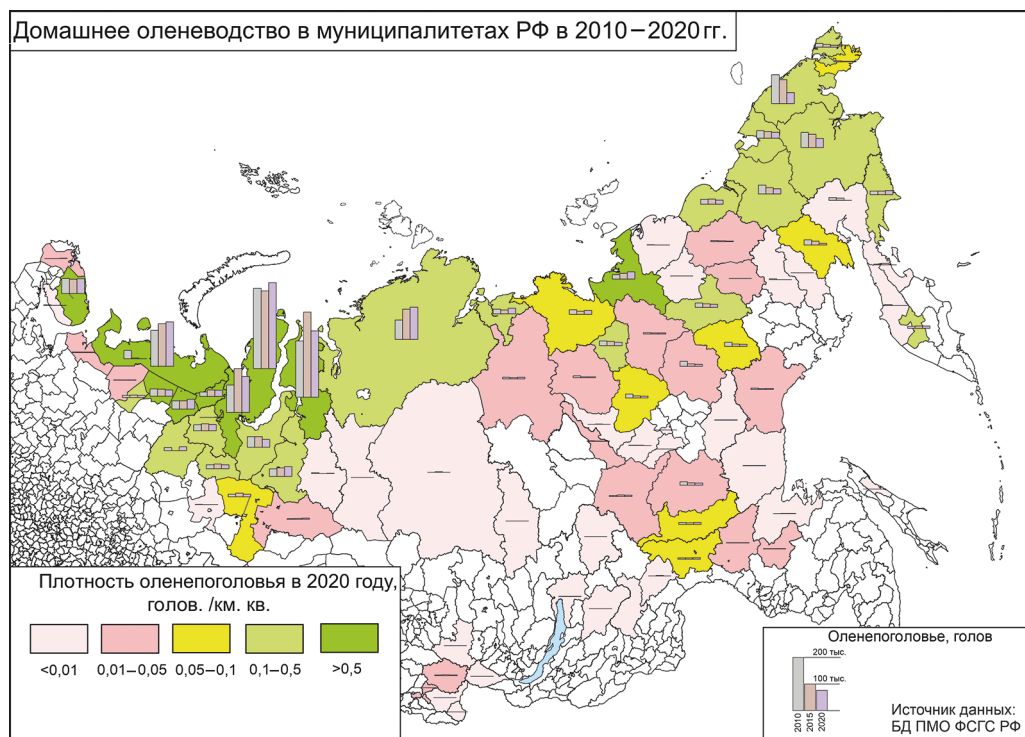 Домашнее оленеводство в муниципалитетах РФ в 2010–2020 гг.
Плотность оленепоголовья в 2020 году,
голов. /км. кв.
<0,01 0,01–0,05 0,05–0,1 0,1–0,5 >0,5
Оленепоголовье, голов
200 тыс.
100 тыс.
2010 2015 2020
Источник данных:
БД ПМО ФСГС РФ